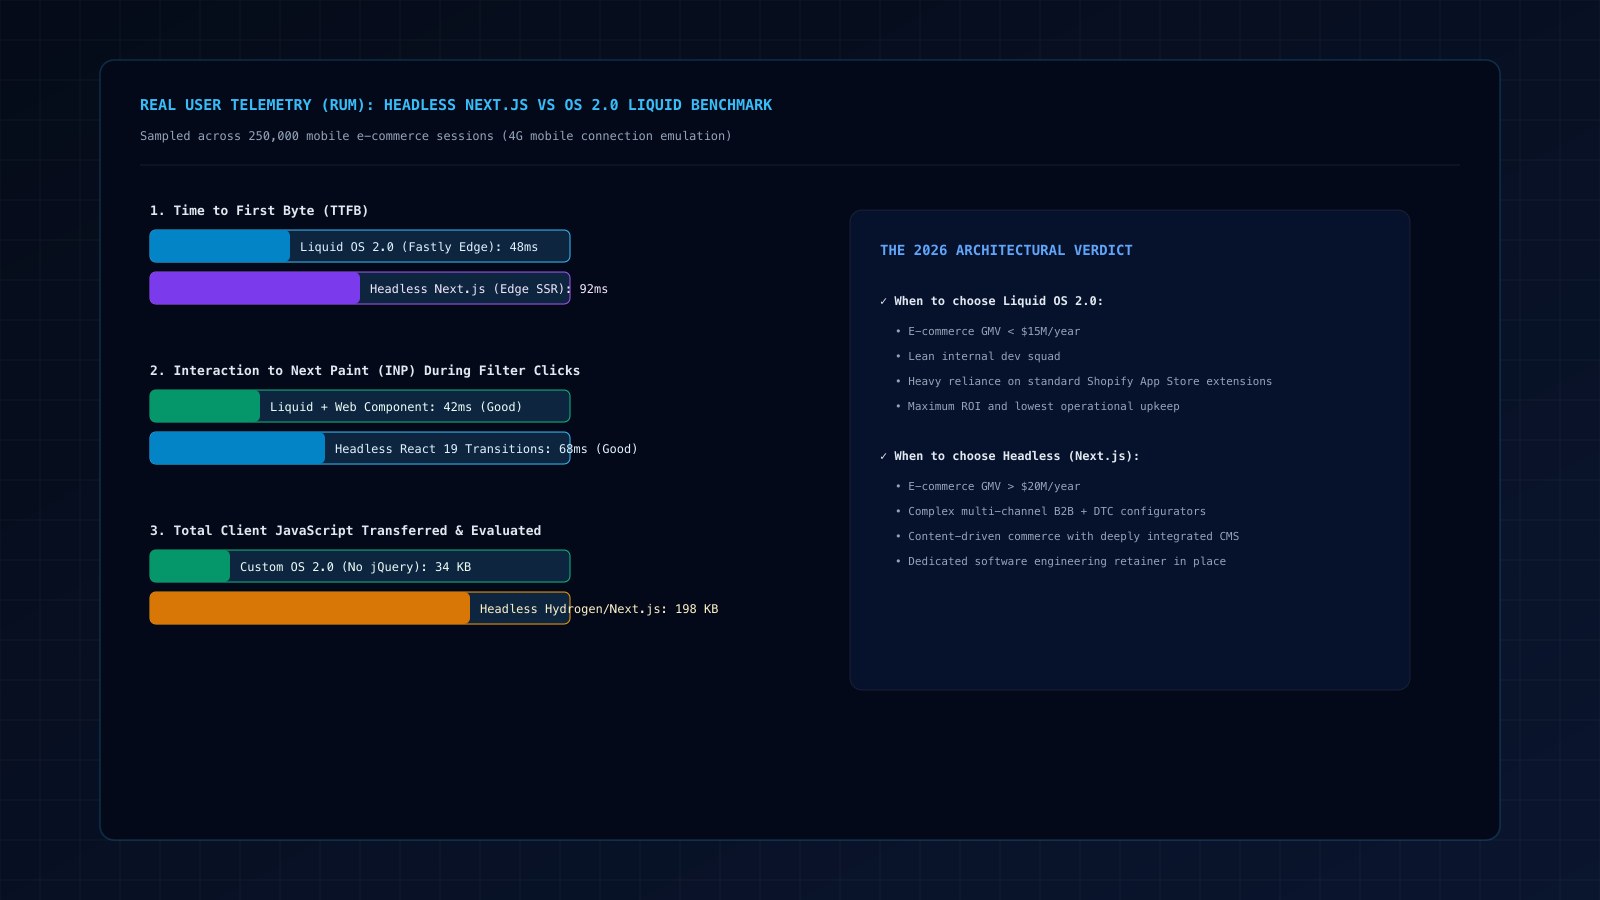 REAL USER TELEMETRY (RUM): HEADLESS NEXT.JS VS OS 2.0 LIQUID BENCHMARK
Sampled across 250,000 mobile e-commerce sessions (4G mobile connection emulation)
1. Time to First Byte (TTFB)
Liquid OS 2.0 (Fastly Edge): 48ms
Headless Next.js (Edge SSR): 92ms
2. Interaction to Next Paint (INP) During Filter Clicks
Liquid + Web Component: 42ms (Good)
Headless React 19 Transitions: 68ms (Good)
3. Total Client JavaScript Transferred & Evaluated
Custom OS 2.0 (No jQuery): 34 KB
Headless Hydrogen/Next.js: 198 KB
THE 2026 ARCHITECTURAL VERDICT
✓ When to choose Liquid OS 2.0:
• E-commerce GMV < $15M/year
• Lean internal dev squad
• Heavy reliance on standard Shopify App Store extensions
• Maximum ROI and lowest operational upkeep
✓ When to choose Headless (Next.js):
• E-commerce GMV > $20M/year
• Complex multi-channel B2B + DTC configurators
• Content-driven commerce with deeply integrated CMS
• Dedicated software engineering retainer in place